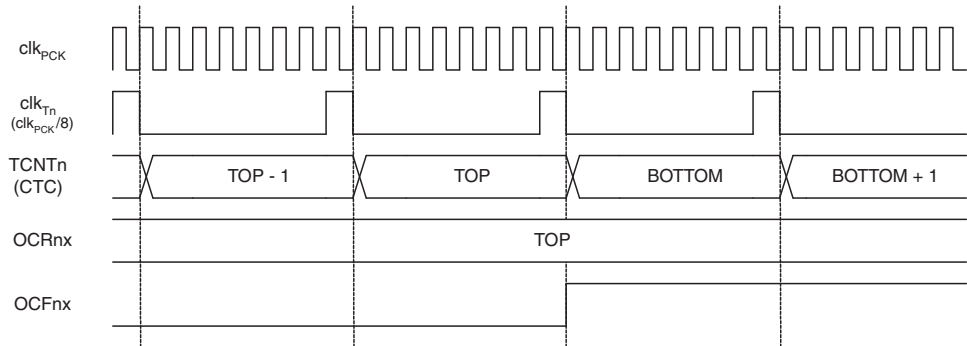 clkPCK
clkTn
(clkPCK/8)
TCNTn
(CTC)
TOP - 1
TOP
BOTTOM
BOTTOM + 1
OCRnx
TOP
OCFnx